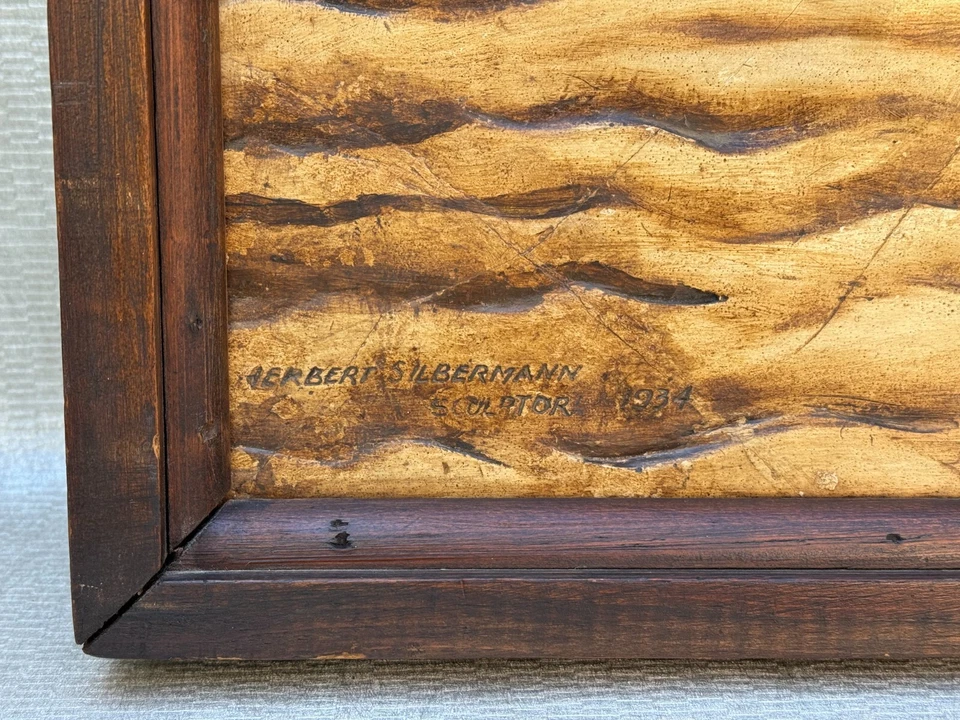 HERBERT SILBERMANN
SCULPTOR 1934